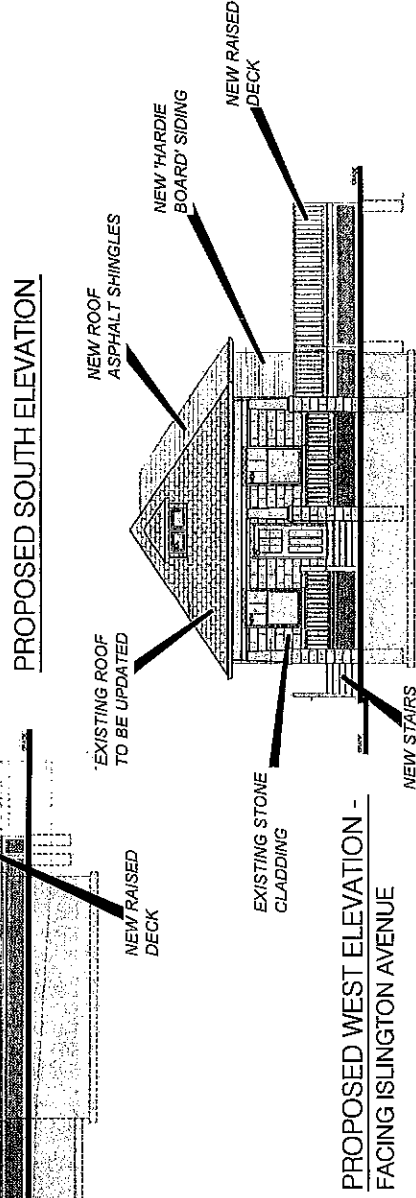 PROPOSED SOUTH ELEVATION
NEW RAISED
DECK
EXISTING ROOF
TO BE UPDATED
NEW ROOF
ASPHALT SHINGLES
NEW 'HARDIE
BOARD' SIDING
NEW RAISED
DECK
EXISTING STONE
CLADDING
NEW STAIRS
PROPOSED WEST ELEVATION -
FACING ISLINGTON AVENUE